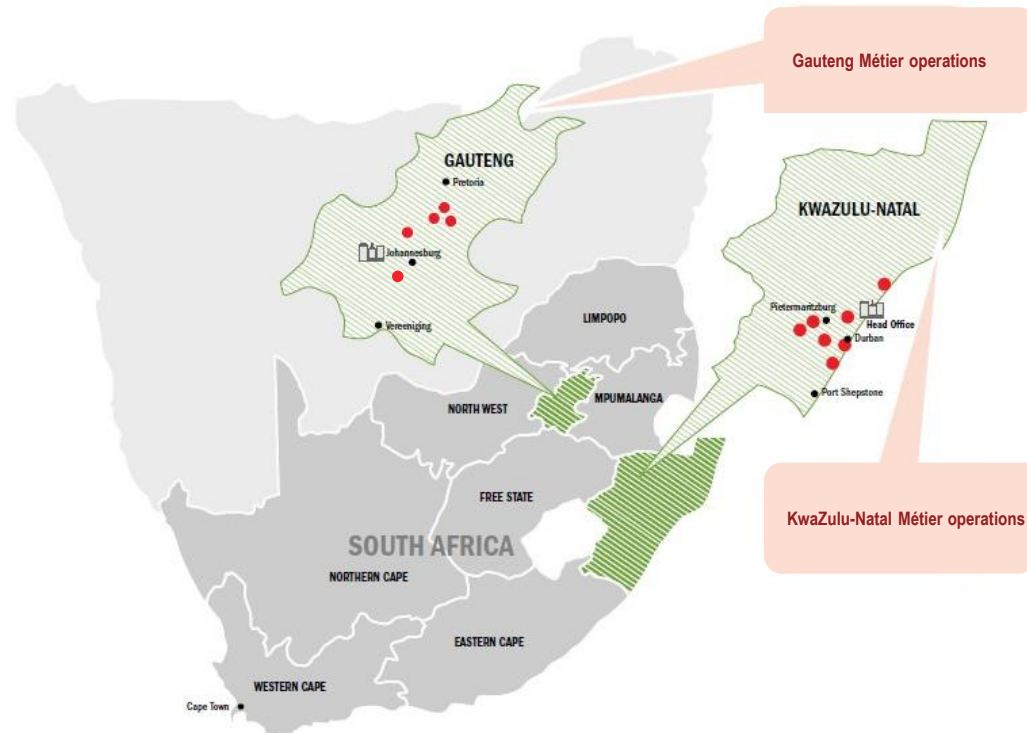 Gauteng Métier operations
GAUTENG
Pretoria
KWAZULU-NATAL
Johannesburg
Pietermaritzburg
Head Office
Durban
Vereeniging
LIMPOPO
Port Shepstone
NORTH WEST
MPUMALANGA
FREE STATE
KwaZulu-Natal Métier operations
SOUTH AFRICA
NORTHERN CAPE
EASTERN CAPE
WESTERN CAPE
Cape Town